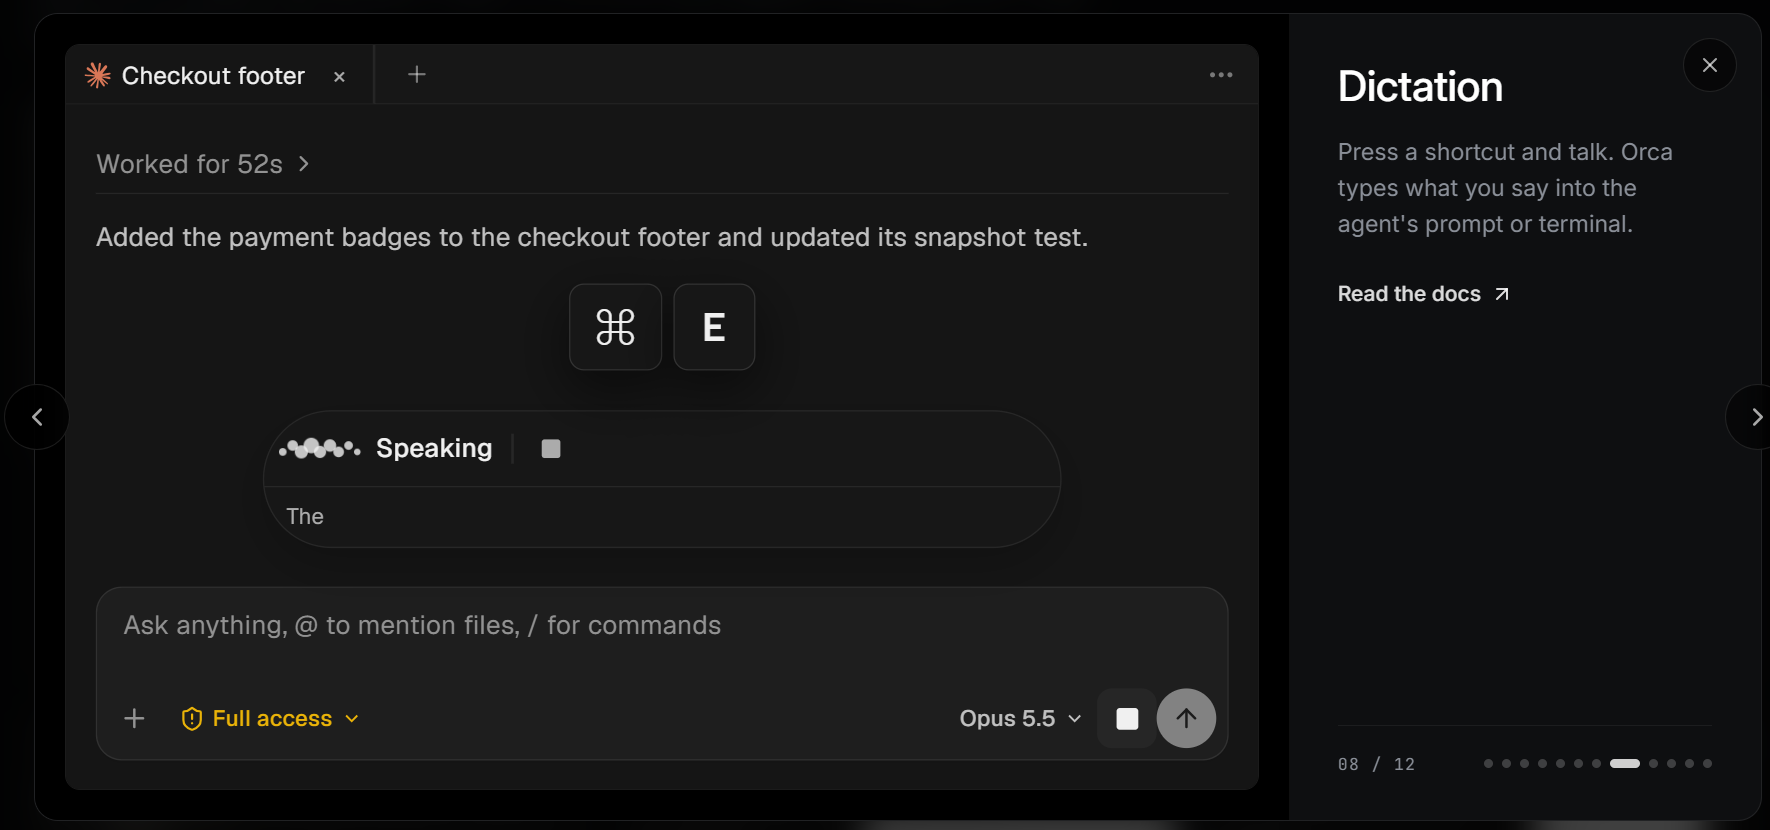 Checkout footer
Worked for 52s
Added the payment badges to the checkout footer and updated its snapshot test.
⌘ E
Speaking
The
Ask anything, @ to mention files, / for commands
Full access
Opus 5.5
Dictation
Press a shortcut and talk. Orca
types what you say into the
agent's prompt or terminal.
Read the docs
08 / 12